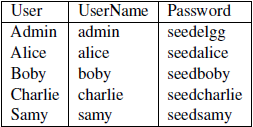 User UserName Password
Admin admin seedelgg
Alice alice seedalice
Boby boby seedboby
Charlie charlie seedcharlie
Samy samy seedsamy